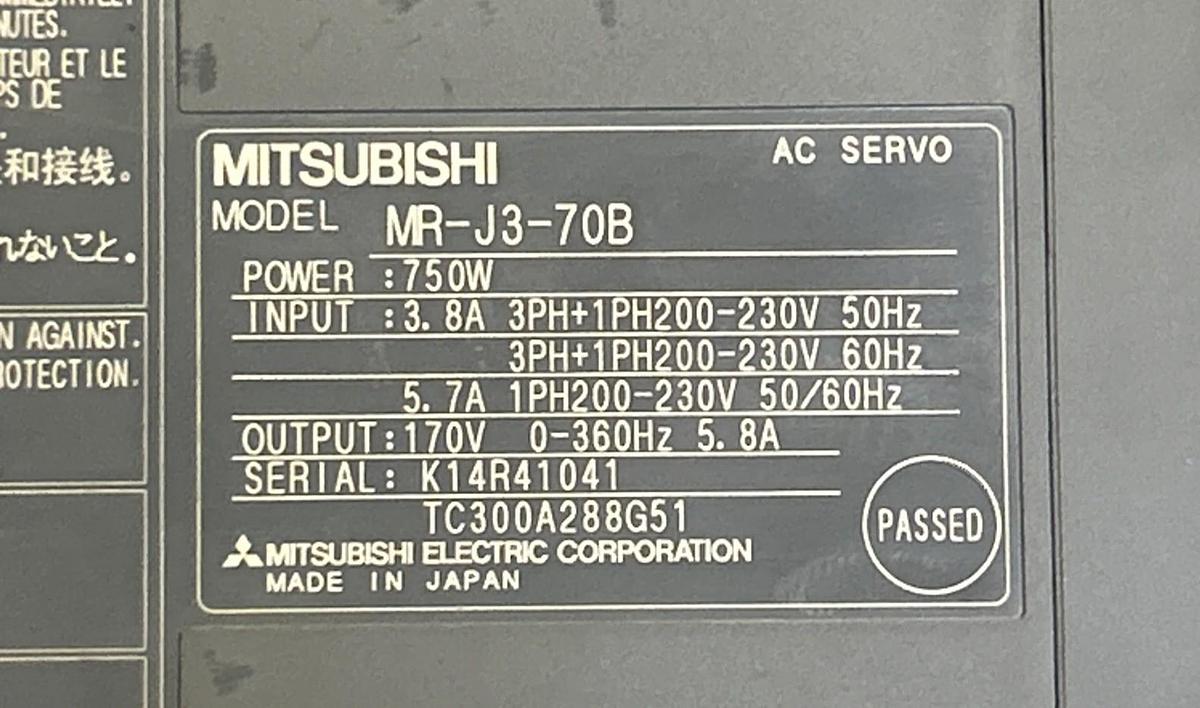 NUTES.
TEUR ET LE
PS DE
和接线。
れないこと。
N AGAINST.
ROTECTION.
MITSUBISHI AC SERVO
MODEL MR-J3-70B
POWER :750W
INPUT :3.8A 3PH+1PH200-230V 50Hz
3PH+1PH200-230V 60Hz
5.7A 1PH200-230V 50/60Hz
OUTPUT:170V 0-360Hz 5.8A
SERIAL: K14R41041
TC300A288G51
PASSED
MITSUBISHI ELECTRIC CORPORATION
MADE IN JAPAN